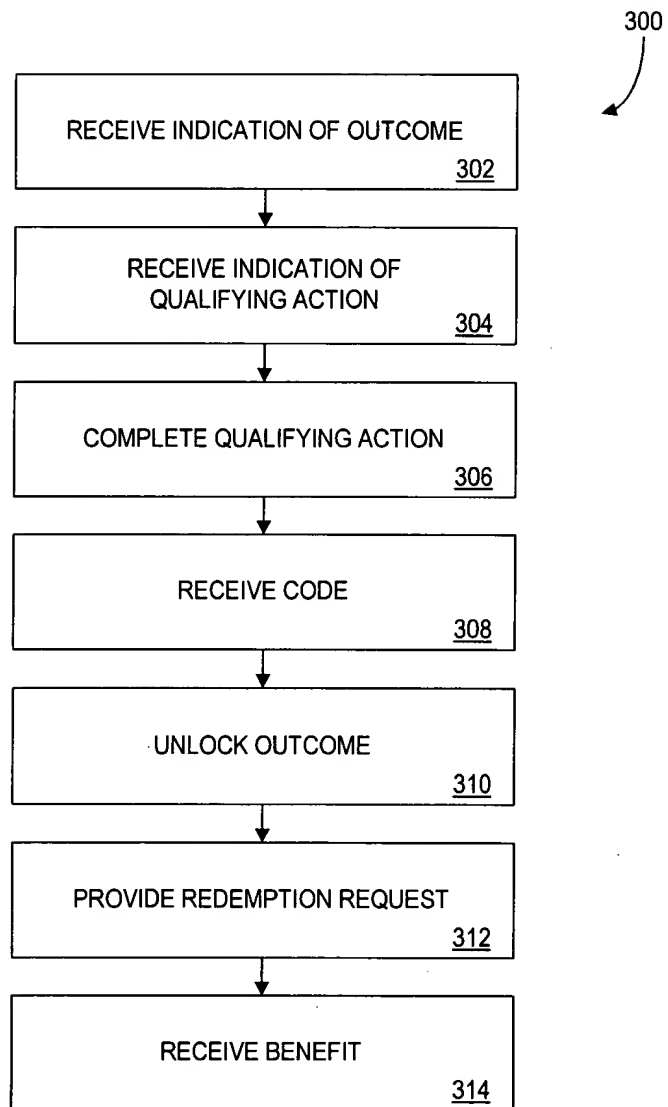 300
RECEIVE INDICATION OF OUTCOME
302
RECEIVE INDICATION OF
QUALIFYING ACTION
304
COMPLETE QUALIFYING ACTION
306
RECEIVE CODE
308
UNLOCK OUTCOME
310
PROVIDE REDEMPTION REQUEST
312
RECEIVE BENEFIT
314